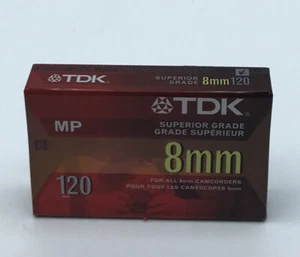 TDK SUPERIOR GRADE 8mm 120
TDK
MP
SUPERIOR GRADE
GRADE SUPÉRIEUR
8mm
FOR ALL 8mm CAMCORDERS
POUR TOUS LES CAMESCOPES 8mm
120